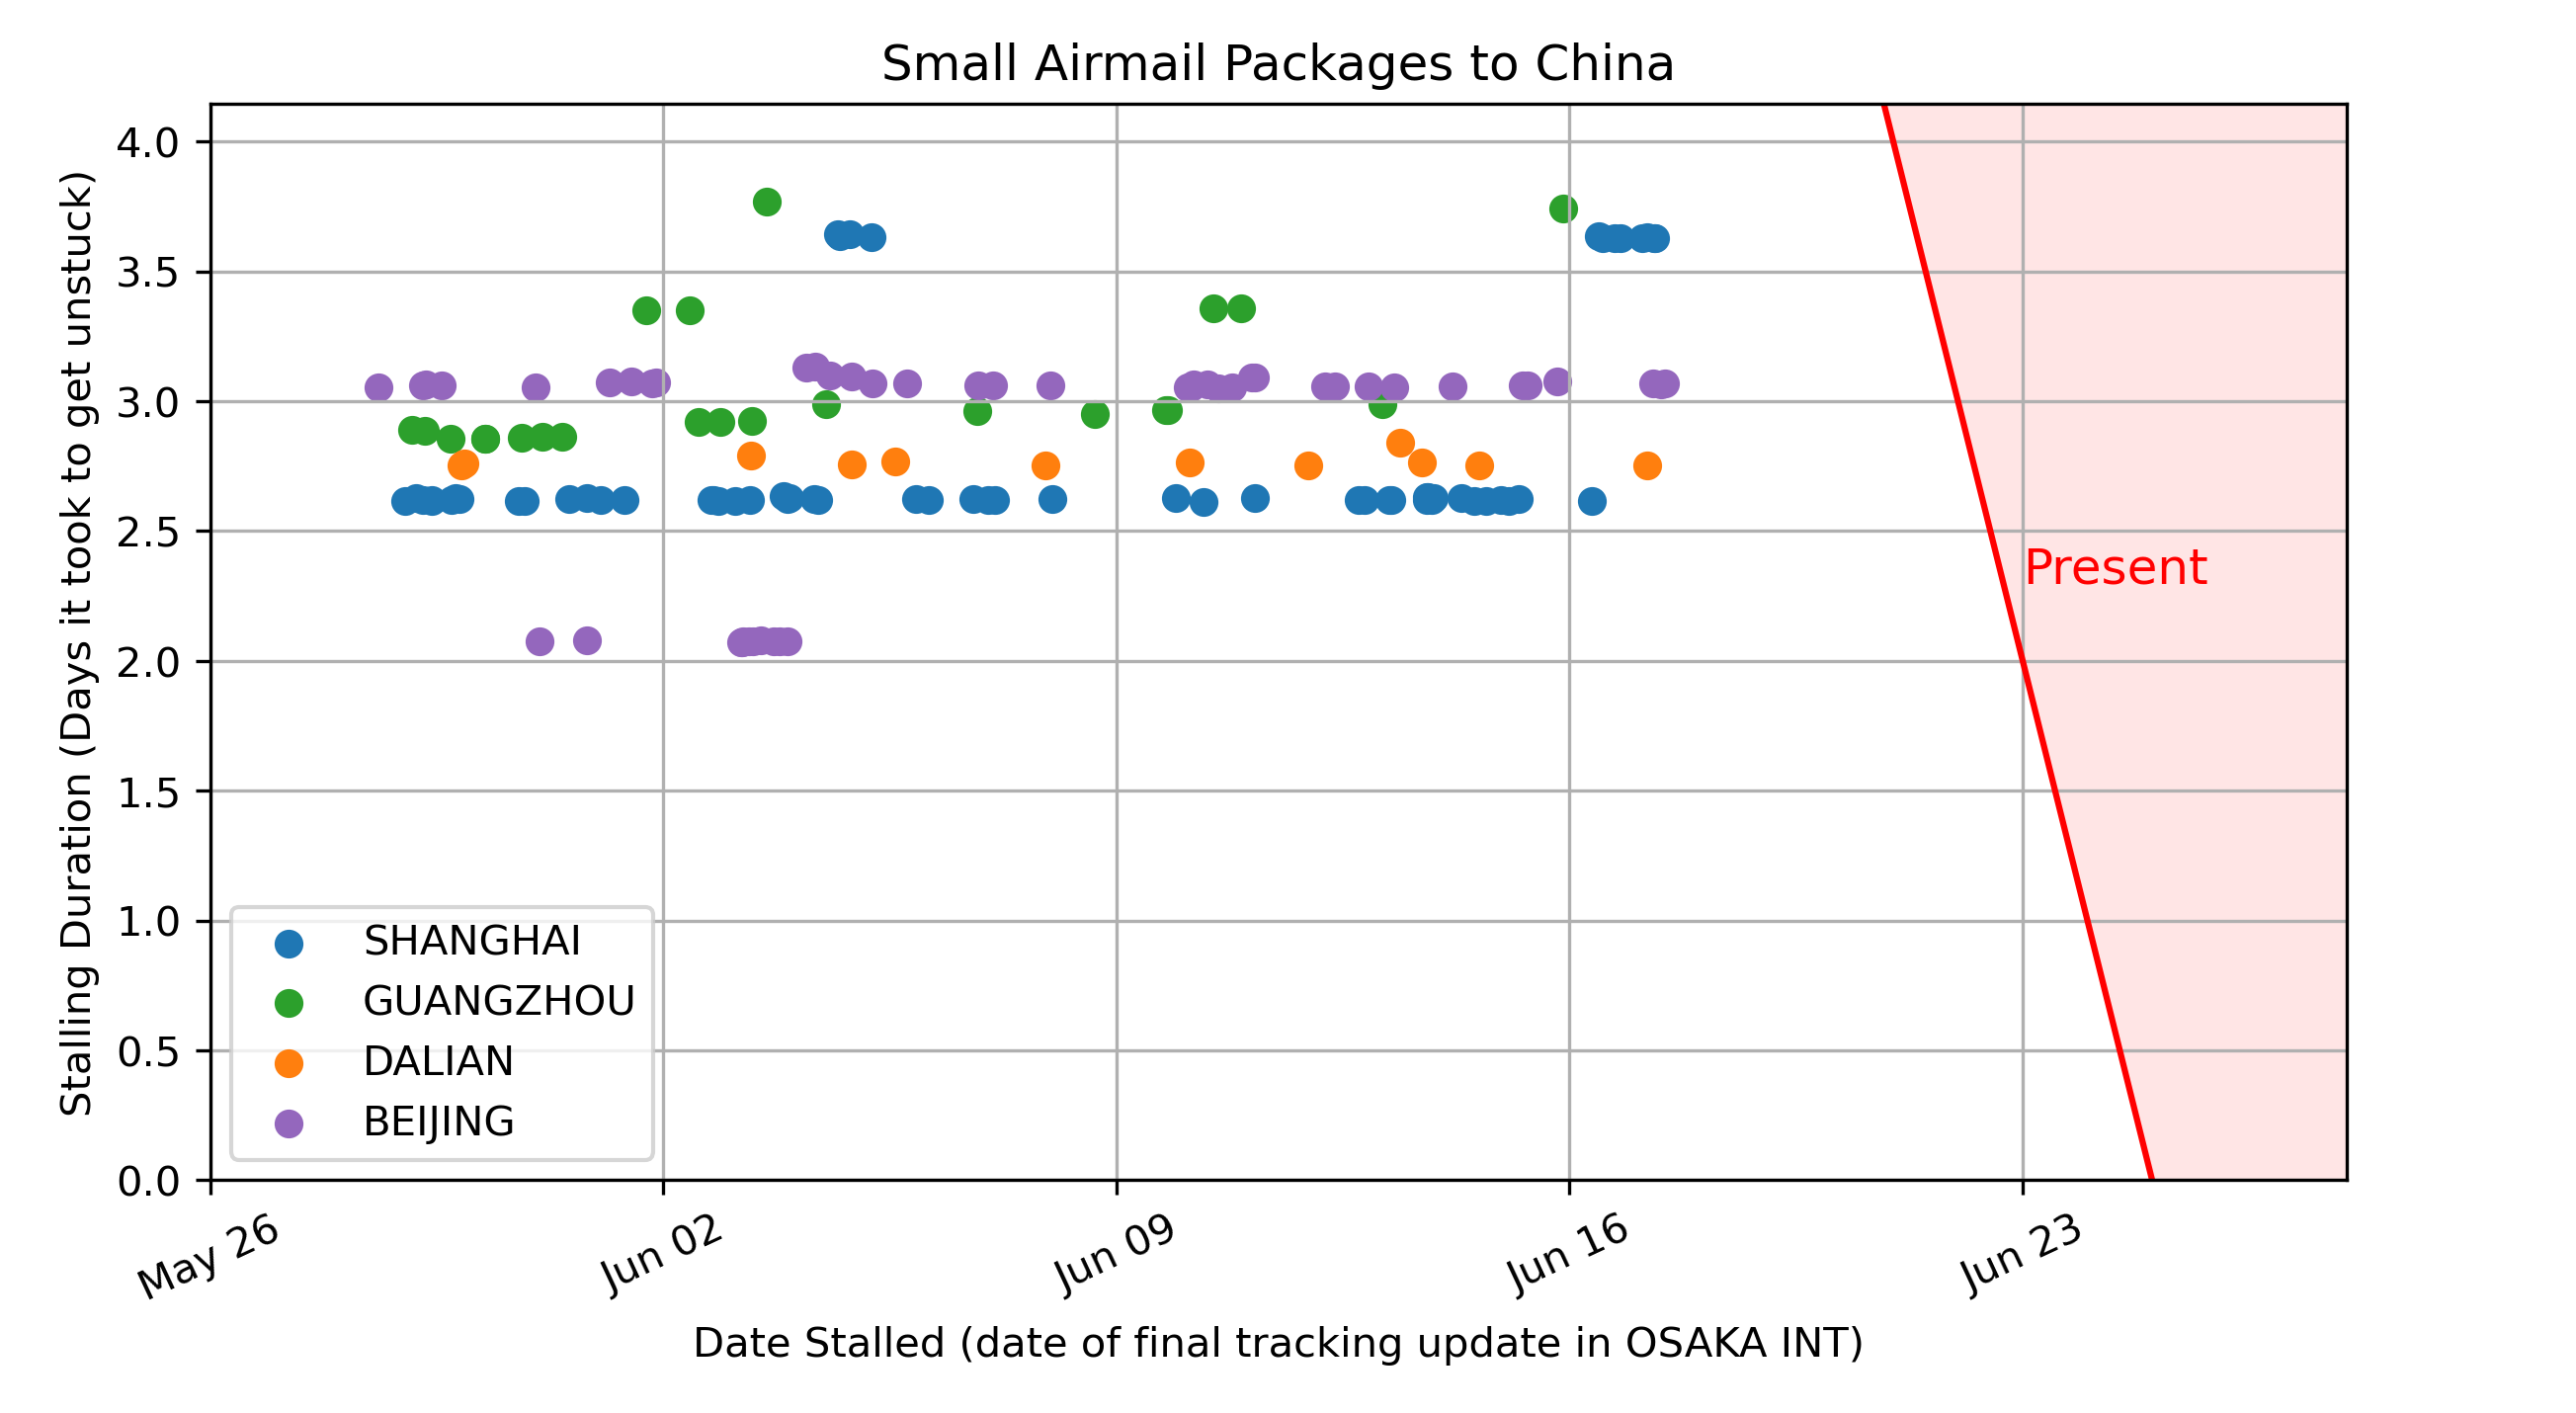 Small Airmail Packages to China
Stalling Duration (Days it took to get unstuck)
4.0
3.5
3.0
2.5
2.0
1.5
1.0
0.5
0.0
Present
SHANGHAI
GUANGZHOU
DALIAN
BEIJING
May 26
Jun 02
Jun 09
Jun 16
Jun 23
Date Stalled (date of final tracking update in OSAKA INT)